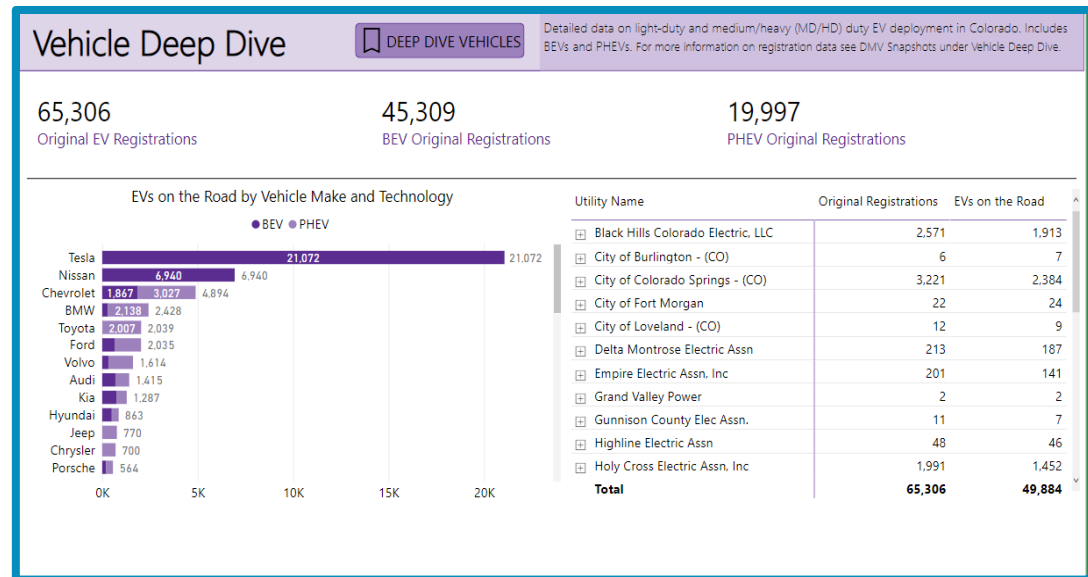 Vehicle Deep Dive
DEEP DIVE VEHICLES
Detailed data on light-duty and medium/heavy (MD/HD) duty EV deployment in Colorado. Includes
BEVs and PHEVs. For more information on registration data see DMV Snapshots under Vehicle Deep Dive.
65,306
Original EV Registrations
45,309
BEV Original Registrations
19,997
PHEV Original Registrations
EVs on the Road by Vehicle Make and Technology
BEV PHEV
Tesla 21,072 21,072
Nissan 6,940 6,940
Chevrolet 1,867 3,027 4,894
BMW 2,138 2,428
Toyota 2,007 2,039
Ford 2,035
Volvo 1,614
Audi 1,415
Kia 1,287
Hyundai 863
Jeep 770
Chrysler 700
Porsche 564
0K 5K 10K 15K 20K
Utility Name Original Registrations EVs on the Road
Black Hills Colorado Electric, LLC 2,571 1,913
City of Burlington - (CO) 6 7
City of Colorado Springs - (CO) 3,221 2,384
City of Fort Morgan 22 24
City of Loveland - (CO) 12 9
Delta Montrose Electric Assn 213 187
Empire Electric Assn, Inc 201 141
Grand Valley Power 2 2
Gunnison County Elec Assn. 11 7
Highline Electric Assn 48 46
Holy Cross Electric Assn, Inc 1,991 1,452
Total 65,306 49,884